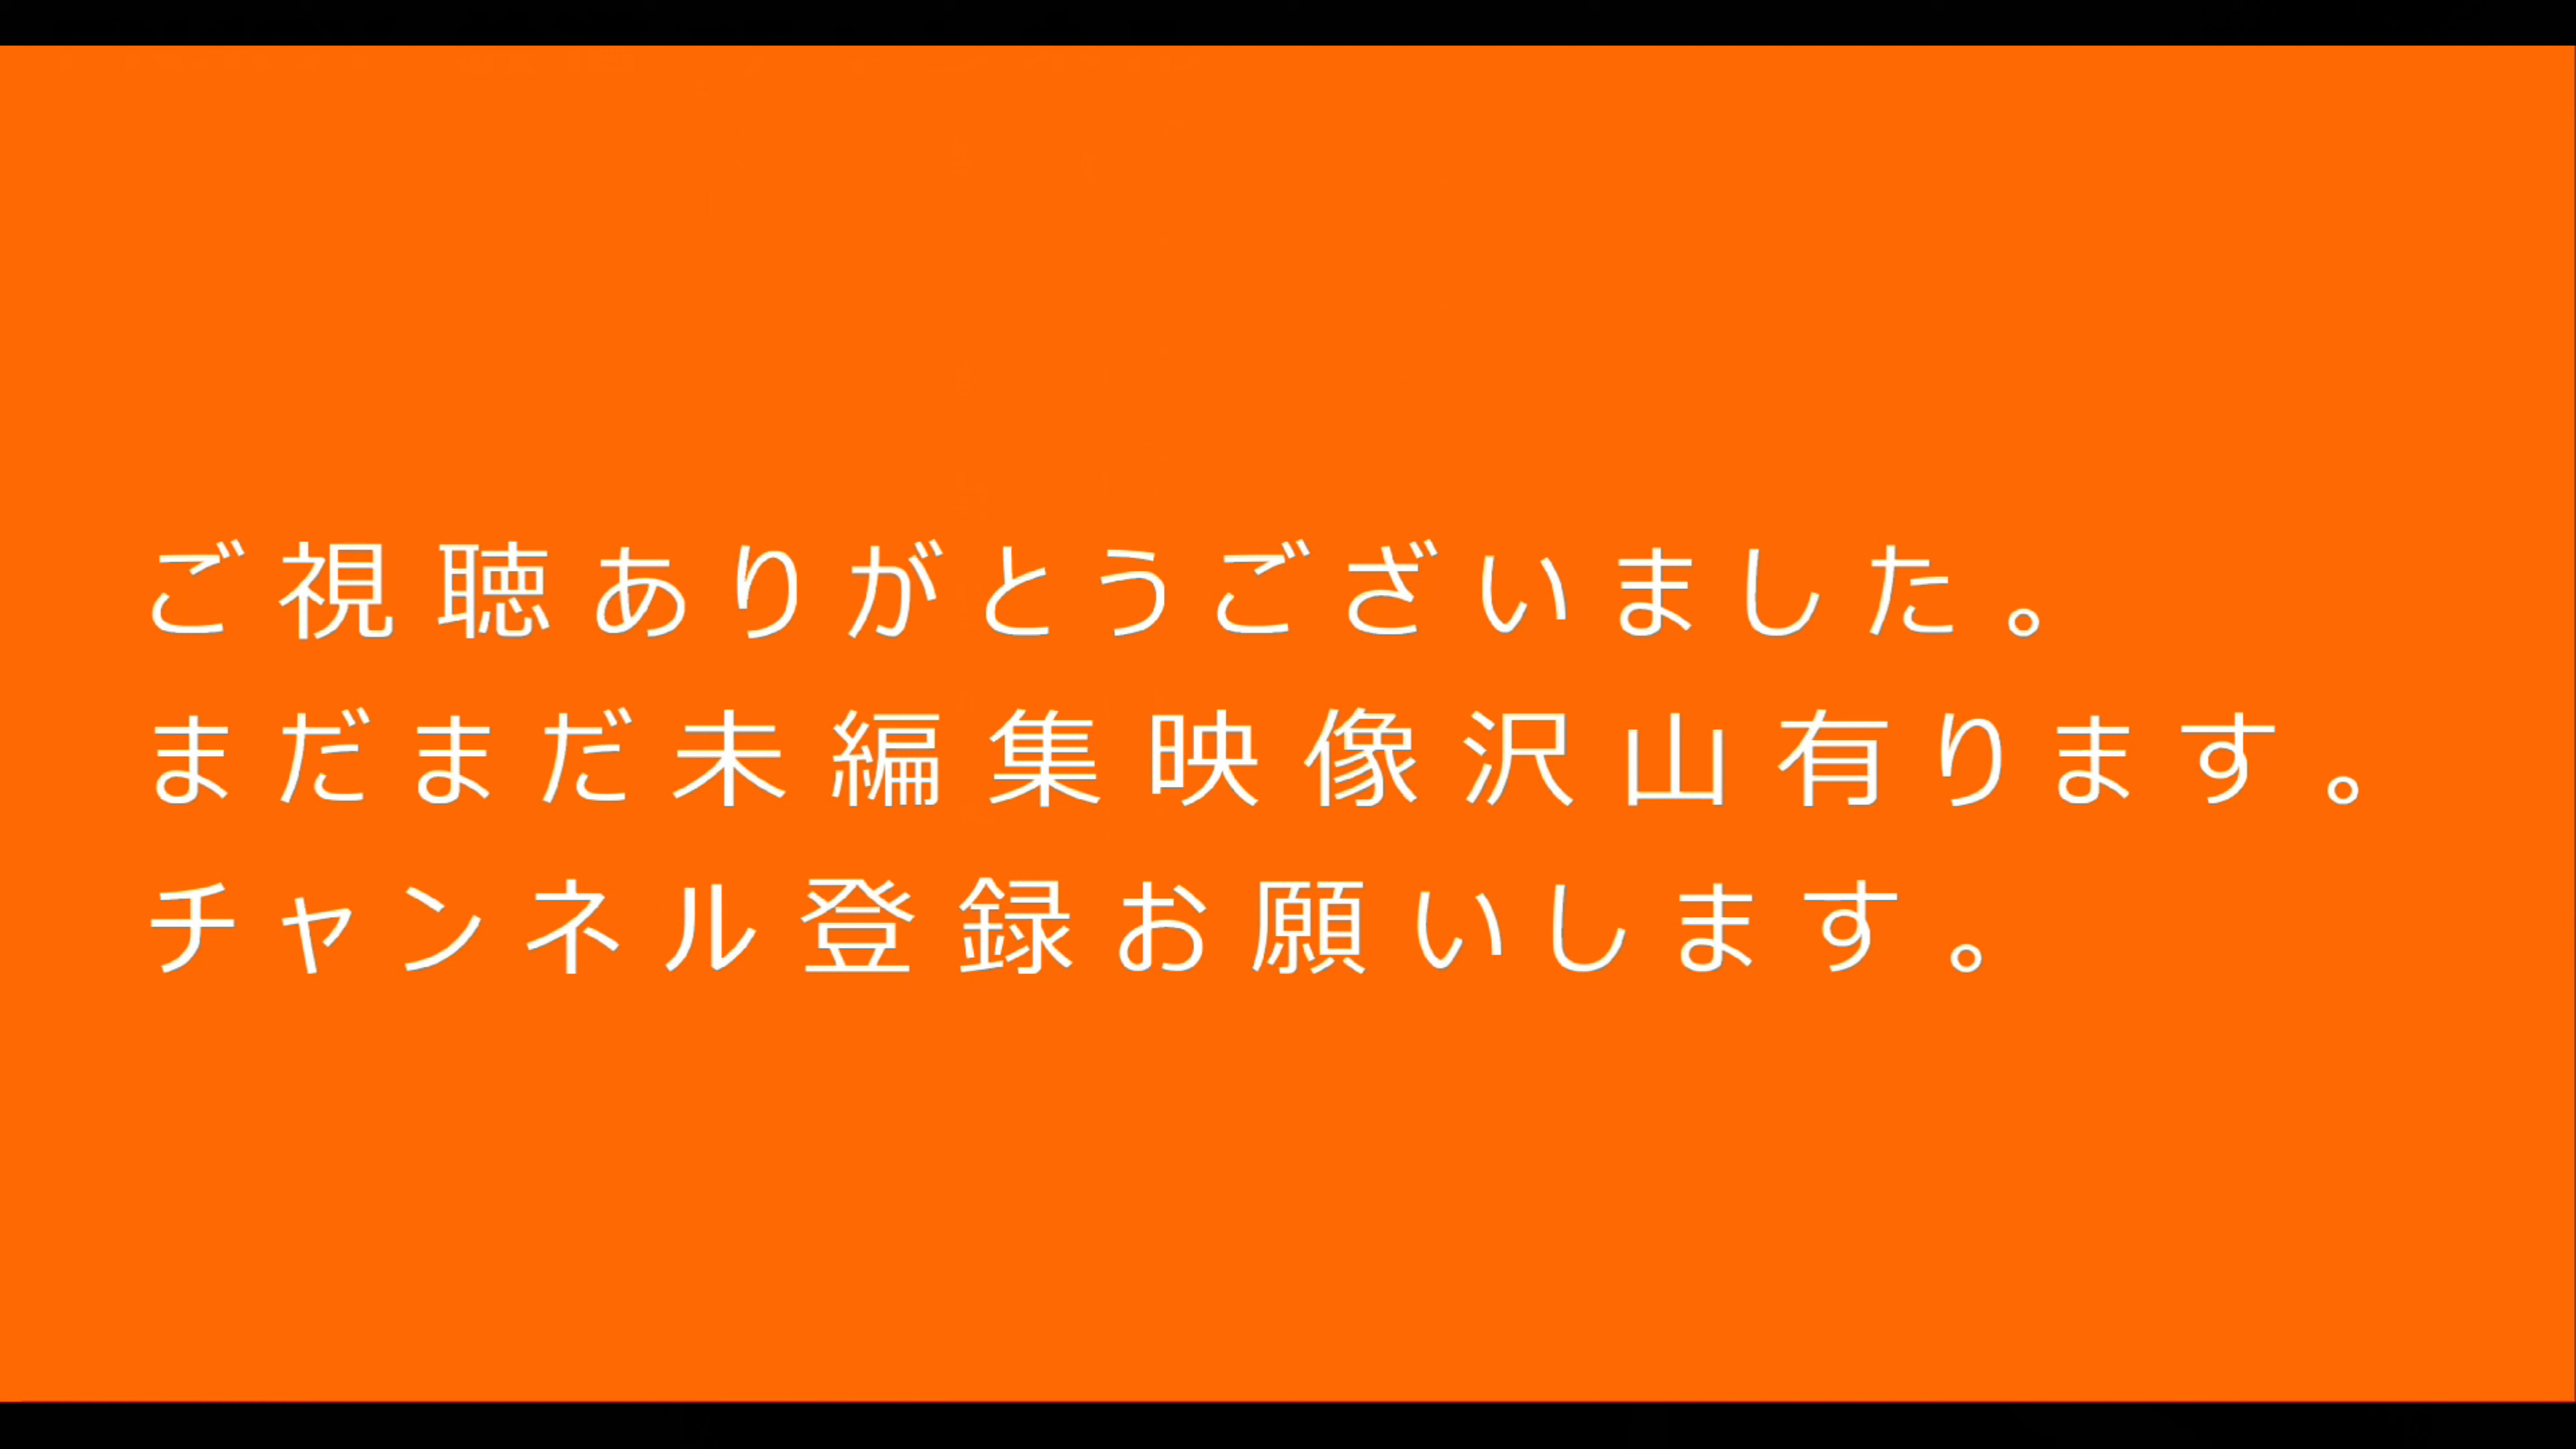 ご視聴ありがとうございました。
まだまだ未編集映像沢山有ります。
チャンネル登録お願いします。